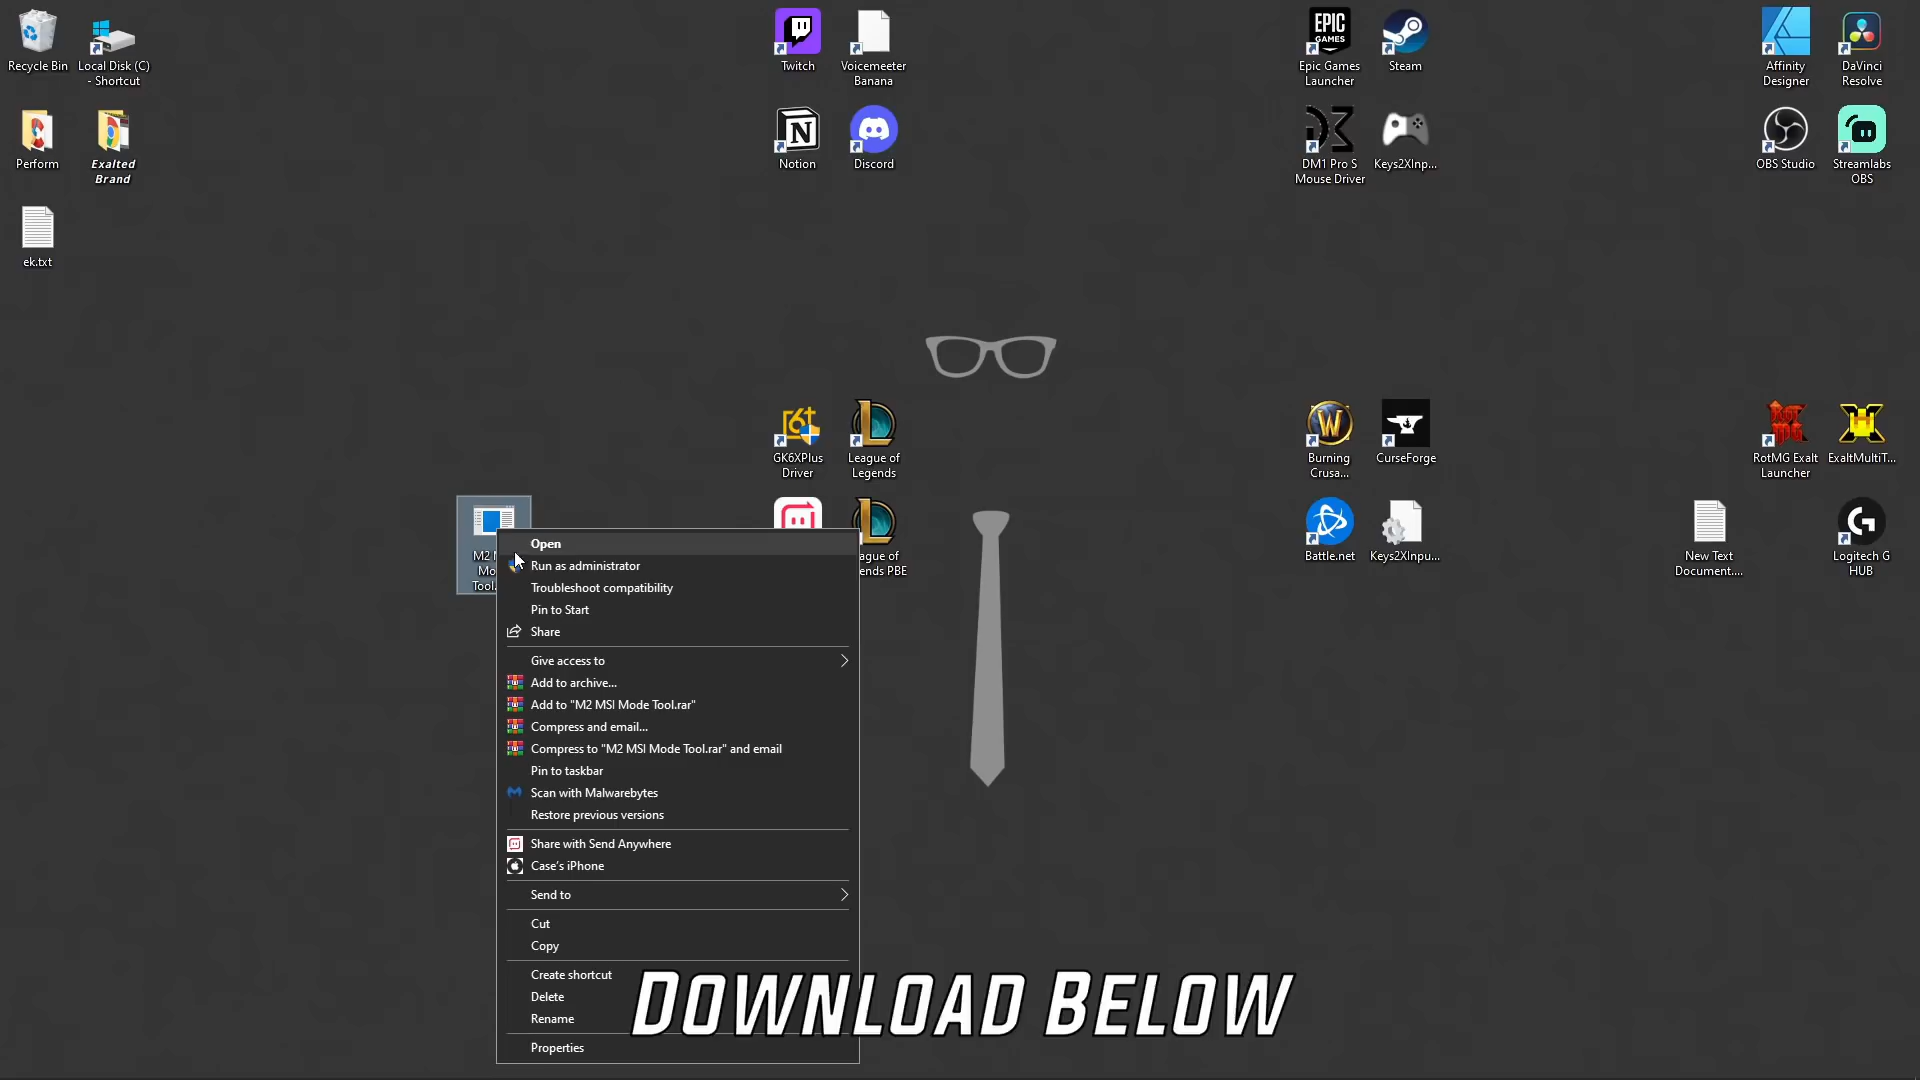 Recycle Bin
Local Disk (C)
- Shortcut
Twitch
Voicemeeter
Banana
EPIC
GAMES
Epic Games
Launcher
Steam
Affinity
Designer
DaVinci
Resolve
Perform
Exalted
Brand
Notion
Discord
DM1 Pro S
Mouse Driver
Keys2XInp...
OBS Studio
Streamlabs
OBS
ek.txt
GK6XPlus
Driver
League of
Legends
Burning
Crusa...
CurseForge
RotMG Exalt
Launcher
ExaltMultiT...
M2
Mo
Tool.
ague of
ends PBE
Battle.net
Keys2XInpu...
New Text
Document....
Logitech G
HUB
Open
Run as administrator
Troubleshoot compatibility
Pin to Start
Share
Give access to
Add to archive...
Add to "M2 MSI Mode Tool.rar"
Compress and email...
Compress to "M2 MSI Mode Tool.rar" and email
Pin to taskbar
Scan with Malwarebytes
Restore previous versions
Share with Send Anywhere
Case's iPhone
Send to
Cut
Copy
Create shortcut
Delete
Rename
Properties
DOWNLOAD BELOW